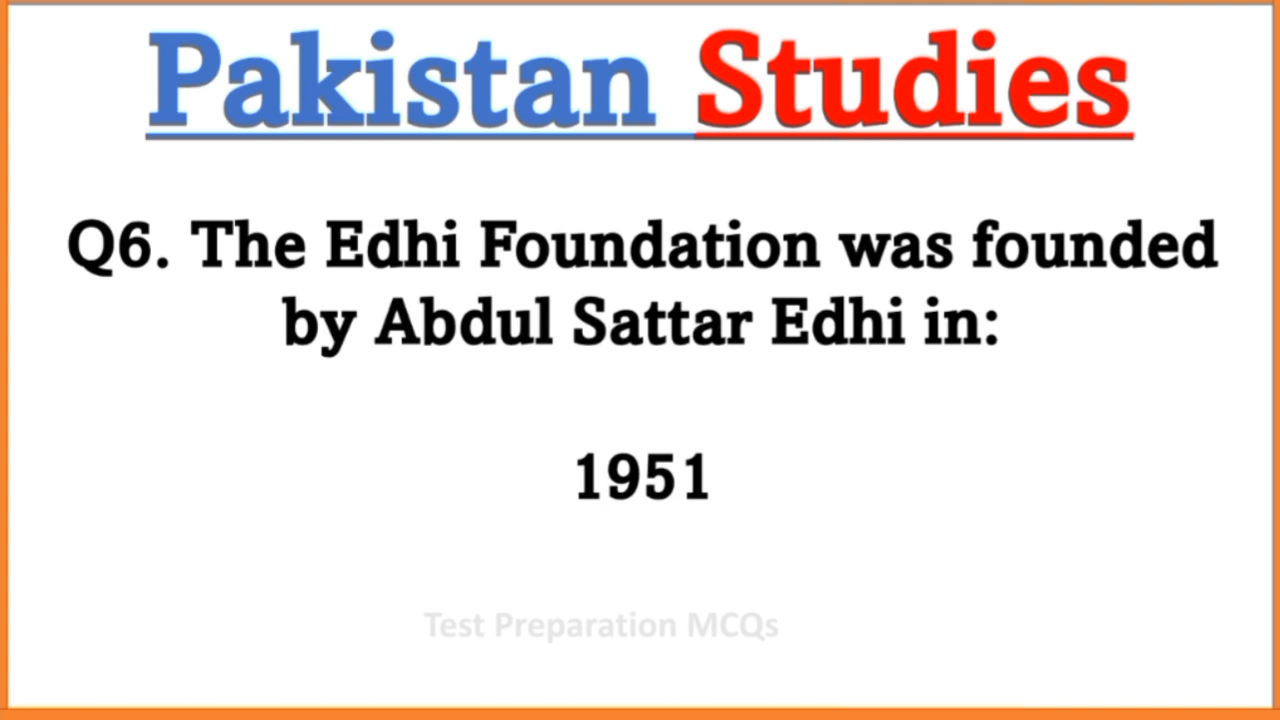 Pakistan Studies
Q6. The Edhi Foundation was founded
by Abdul Sattar Edhi in:
1951
Test Preparation MCQs